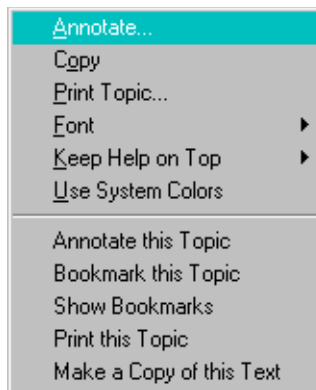 Annotate...
Copy
Print Topic...
Font
Keep Help on Top
Use System Colors
Annotate this Topic
Bookmark this Topic
Show Bookmarks
Print this Topic
Make a Copy of this Text